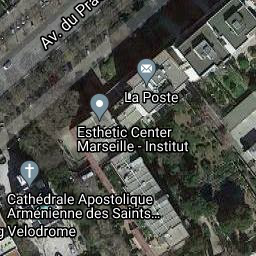 Av. du Pra
La Poste
Esthetic Center
Marseille - Institut
Cathédrale Apostolique
Arménienne des Saints...
g Velodrome